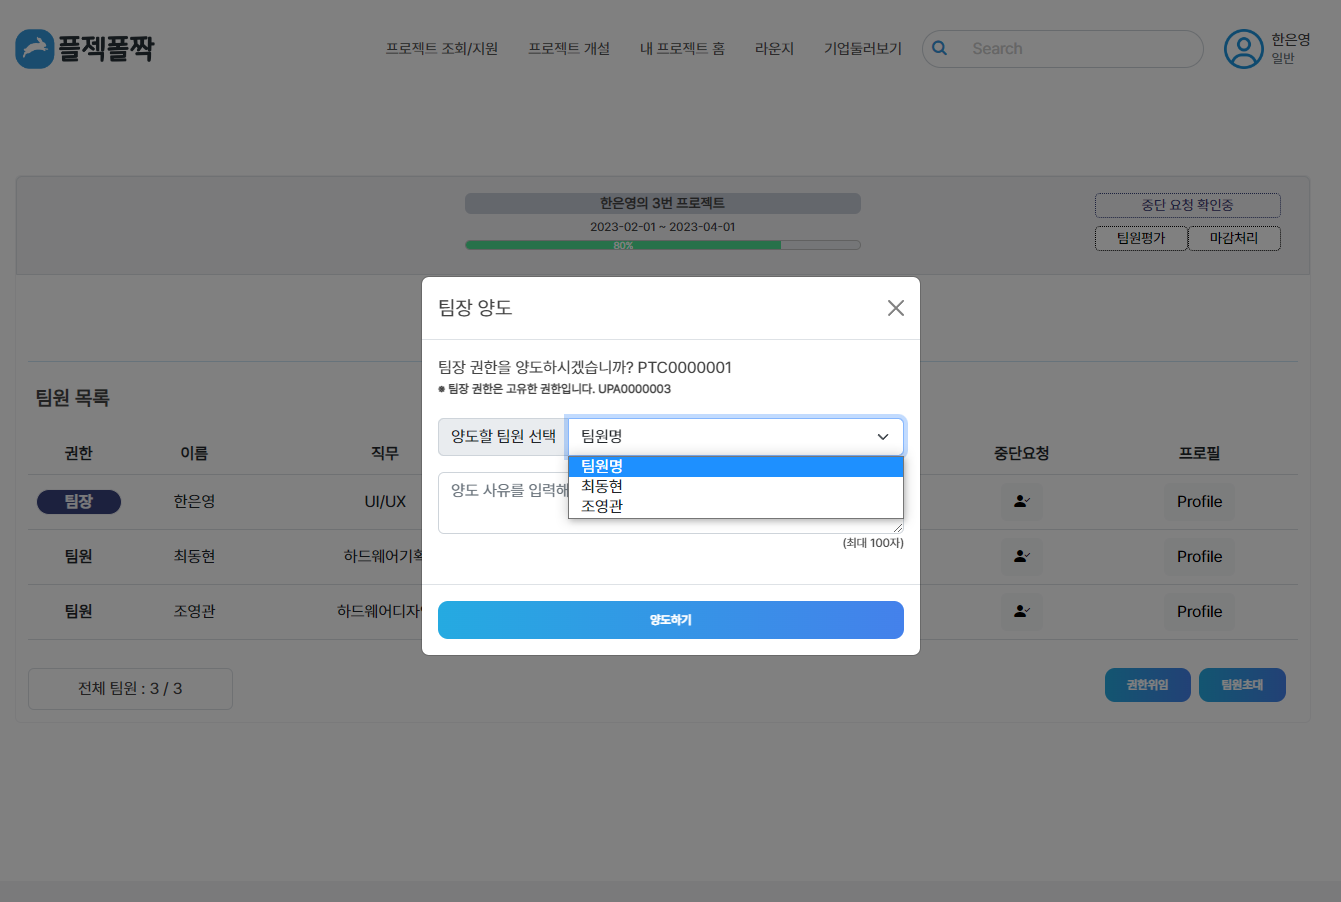 플젝폴짝
프로젝트 조회/지원
프로젝트 개설
내 프로젝트 홈
라운지
기업둘러보기
Search
한은영
일반
한은영의 3번 프로젝트
2023-02-01 ~ 2023-04-01
80%
중단 요청 확인중
팀원평가
마감처리
팀장 양도
팀장 권한을 양도하시겠습니까? PTC0000001
※ 팀장 권한은 고유한 권한입니다. UPA0000003
양도할 팀원 선택
팀원명
팀원명
최동현
조영관
양도 사유를 입력해
(최대 100자)
양도하기
팀원 목록
권한 이름 직무 중단요청 프로필
팀장 한은영 UI/UX Profile
팀원 최동현 하드웨어기획 Profile
팀원 조영관 하드웨어디자 Profile
전체 팀원 : 3 / 3
권한위임
팀원초대